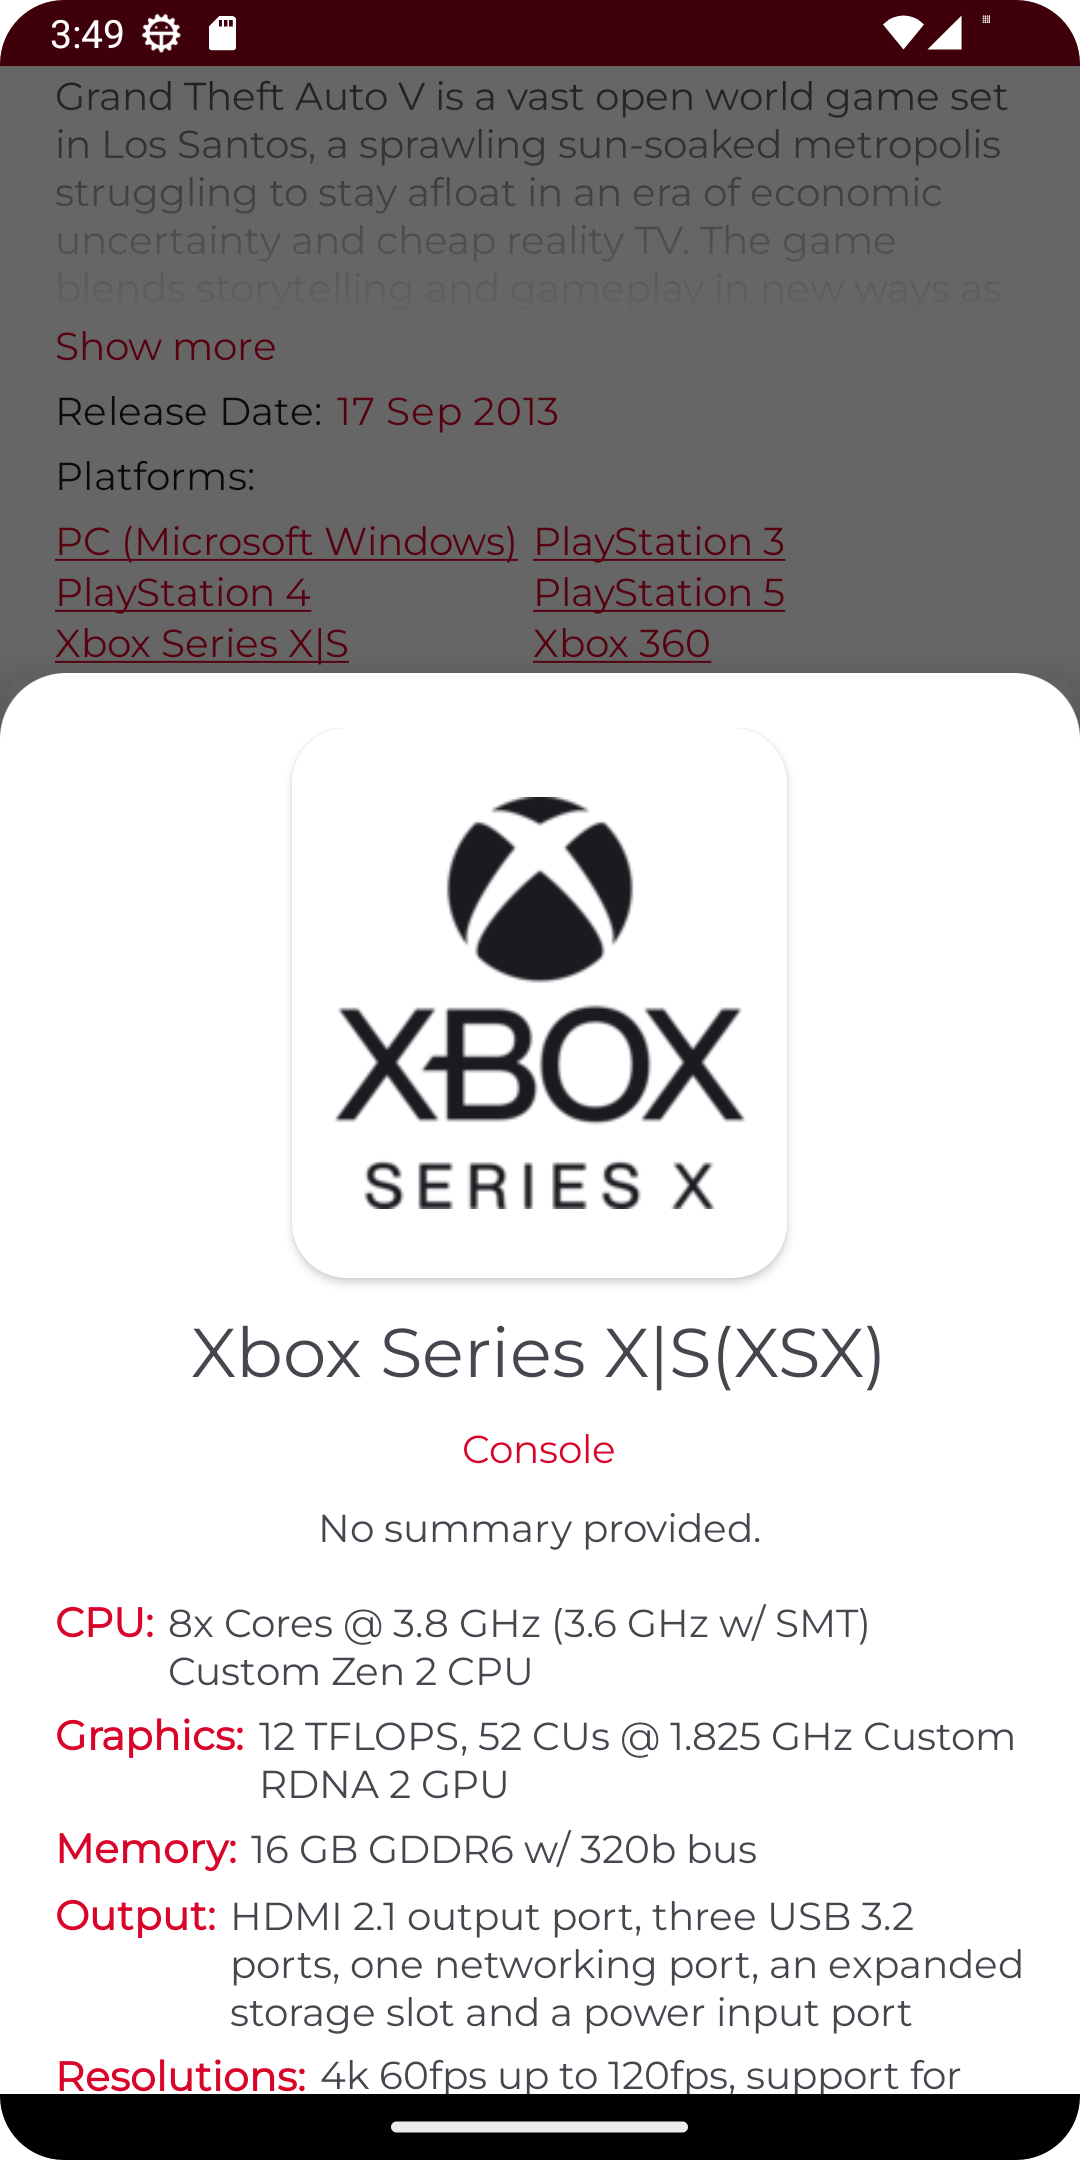 3:49
Grand Theft Auto V is a vast open world game set
in Los Santos, a sprawling sun-soaked metropolis
struggling to stay afloat in an era of economic
uncertainty and cheap reality TV. The game
blends storytelling and gameplay in new ways as
Show more
Release Date: 17 Sep 2013
Platforms:
PC (Microsoft Windows) PlayStation 3
PlayStation 4 PlayStation 5
Xbox Series X|S Xbox 360
XBOX
SERIES X
Xbox Series X|S(XSX)
Console
No summary provided.
CPU: 8x Cores @ 3.8 GHz (3.6 GHz w/ SMT)
Custom Zen 2 CPU
Graphics: 12 TFLOPS, 52 CUs @ 1.825 GHz Custom
RDNA 2 GPU
Memory: 16 GB GDDR6 w/ 320b bus
Output: HDMI 2.1 output port, three USB 3.2
ports, one networking port, an expanded
storage slot and a power input port
Resolutions: 4k 60fps up to 120fps, support for